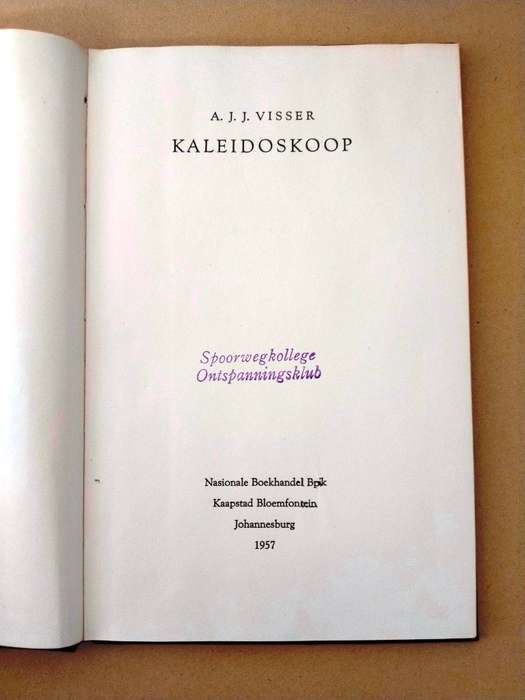 A. J. J. VISSER
KALEIDOSKOOP
Spoorwegkollege
Ontspanningsklub
Nasionale Boekhandel Bpk
Kaapstad Bloemfontein
Johannesburg
1957